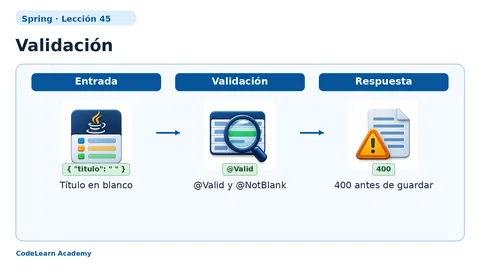 Spring · Lección 45
Validación
Entrada
Validación
Respuesta
{ "titulo": " " }
@Valid
400
Título en blanco
@Valid y @NotBlank
400 antes de guardar
CodeLearn Academy